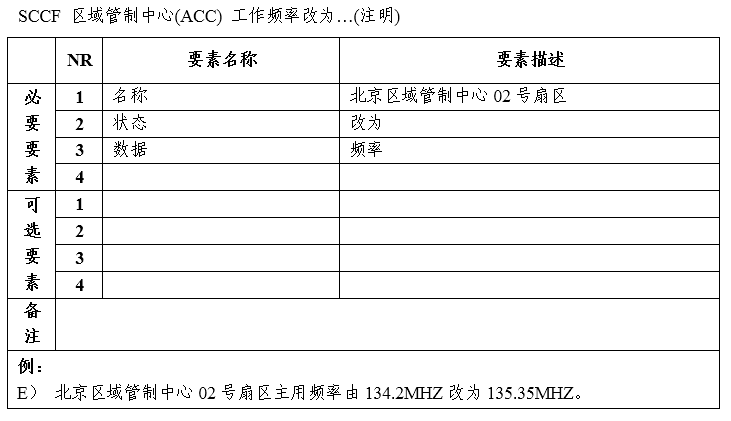 SCCF 区域管制中心(ACC) 工作频率改为…(注明)
NR 要素名称 要素描述
必要要素
1 名称 北京区域管制中心 02 号扇区
2 状态 改为
3 数据 频率
4
可选要素
1
2
3
4
备注
例：
E） 北京区域管制中心 02 号扇区主用频率由 134.2MHZ 改为 135.35MHZ。